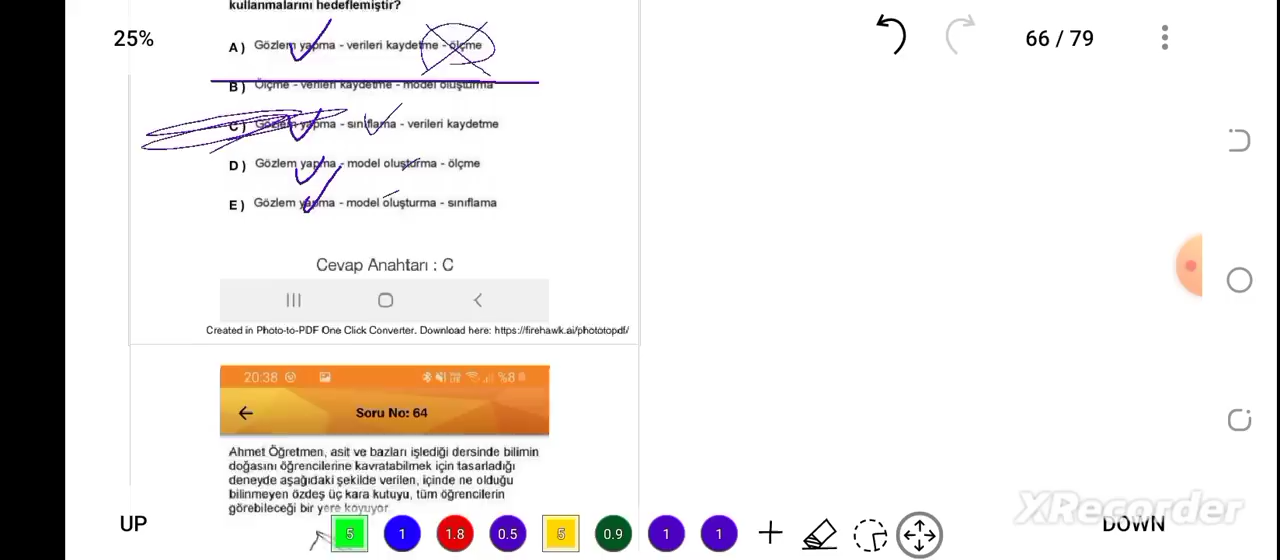 kullanmalarını hedeflemiştir?
25%
66 / 79
A) Gözlem yapma - verileri kaydetme - ölçme
B) Ölçme - verileri kaydetme - model oluşturma
C) Gözlem yapma - sınıflama - verileri kaydetme
D) Gözlem yapma - model oluşturma - ölçme
E) Gözlem yapma - model oluşturma - sınıflama
Cevap Anahtarı : C
Created in Photo-to-PDF One Click Converter. Download here: https://firehawk.ai/phototopdf/
20:38 %8
Soru No: 64
Ahmet Öğretmen, asit ve bazları işlediği dersinde bilimin
doğasını öğrencilerine kavratabilmek için tasarladığı
deneyde aşağıdaki şekilde verilen, içinde ne olduğu
bilinmeyen özdeş üç kara kutuyu, tüm öğrencilerin
görebileceği bir yere koyuyor.
XRecorder
UP 5 1 1.8 0.5 5 0.9 1 1 DOWN